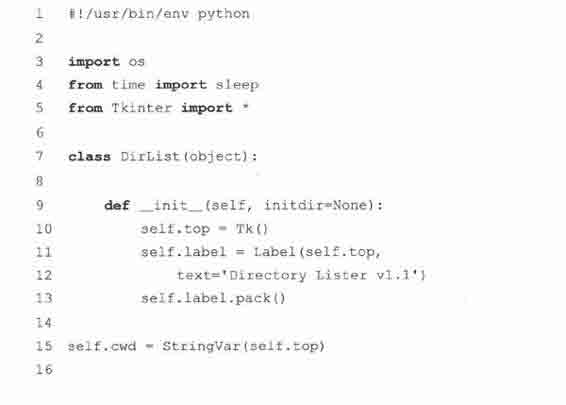 1 #!/usr/bin/env python
2
3 import os
4 from time import sleep
5 from Tkinter import *
6
7 class DirList(object):
8
9 def __init__(self, initdir=None):
10 self.top = Tk()
11 self.label = Label(self.top,
12 text='Directory Lister v1.1')
13 self.label.pack()
14
15 self.cwd = StringVar(self.top)
16